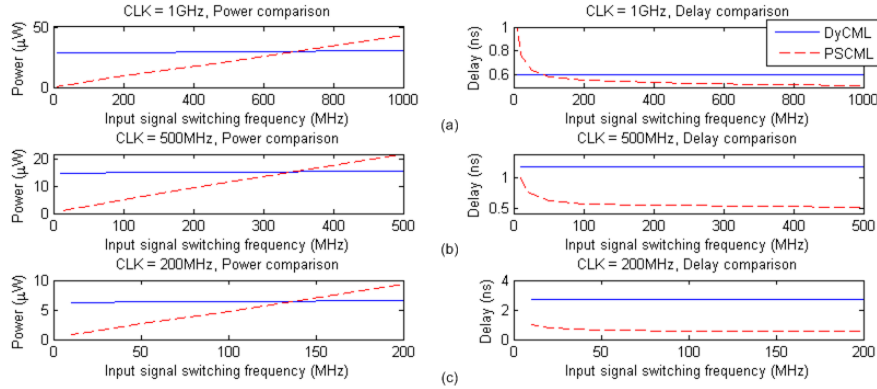 CLK = 1GHz, Power comparison
Power (μW)
50
0
0
200
400
600
800
1000
Input signal switching frequency (MHz)
CLK = 1GHz, Delay comparison
Delay (ns)
1
0.8
0.6
0
200
400
600
800
1000
Input signal switching frequency (MHz)
DyCML
PSCML
(a)
CLK = 500MHz, Power comparison
Power (μW)
20
10
0
0
100
200
300
400
500
Input signal switching frequency (MHz)
CLK = 500MHz, Delay comparison
Delay (ns)
1
0.5
0
100
200
300
400
500
Input signal switching frequency (MHz)
(b)
CLK = 200MHz, Power comparison
Power (μW)
10
5
0
50
100
150
200
Input signal switching frequency (MHz)
CLK = 200MHz, Delay comparison
Delay (ns)
4
2
0
50
100
150
200
Input signal switching frequency (MHz)
(c)